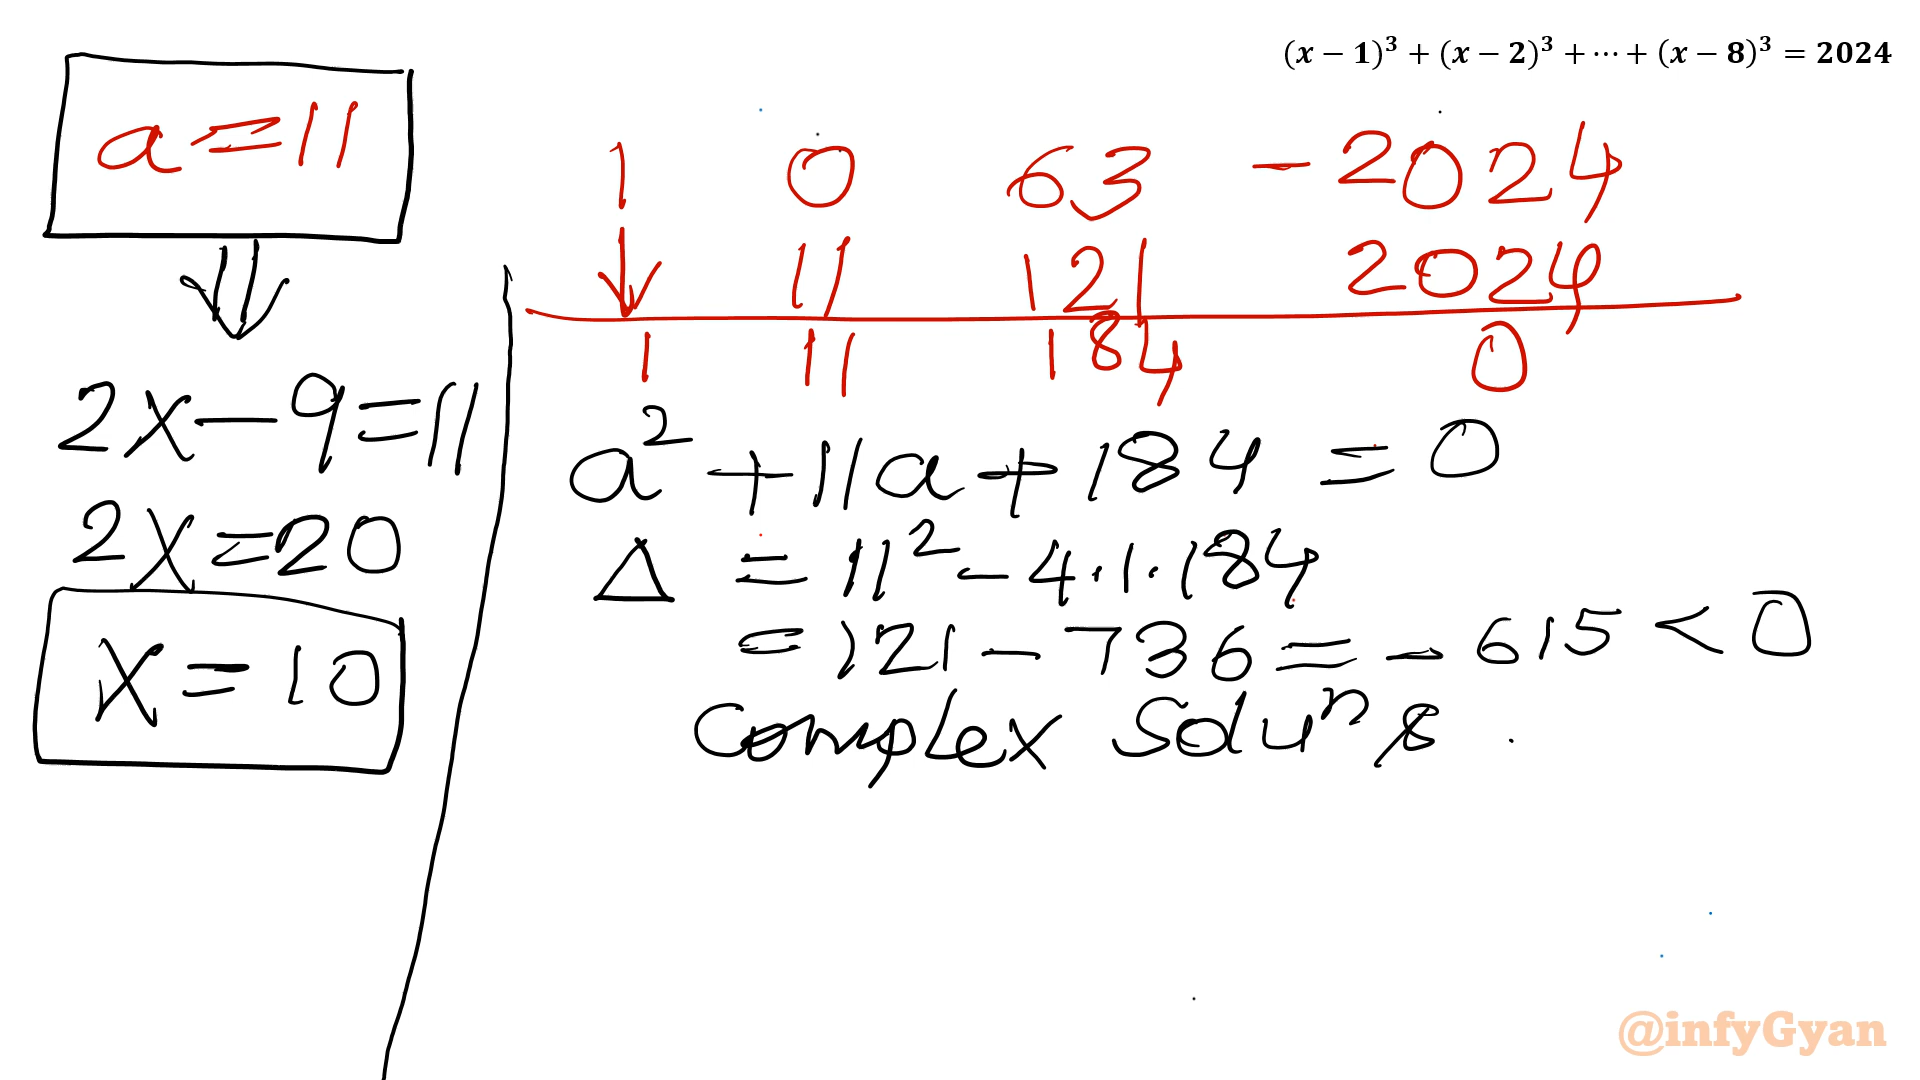 (x − 1)³ + (x − 2)³ + ⋯ + (x − 8)³ = 2024
a = 11
2x − 9 = 11
2x = 20
x = 10
1 0 63 −2024
11 121 2024
1 11 184 0
a² + 11a + 184 = 0
Δ = 11² − 4·1·184
= 121 − 736 = − 615 < 0
Complex Soluⁿs
@infyGyan